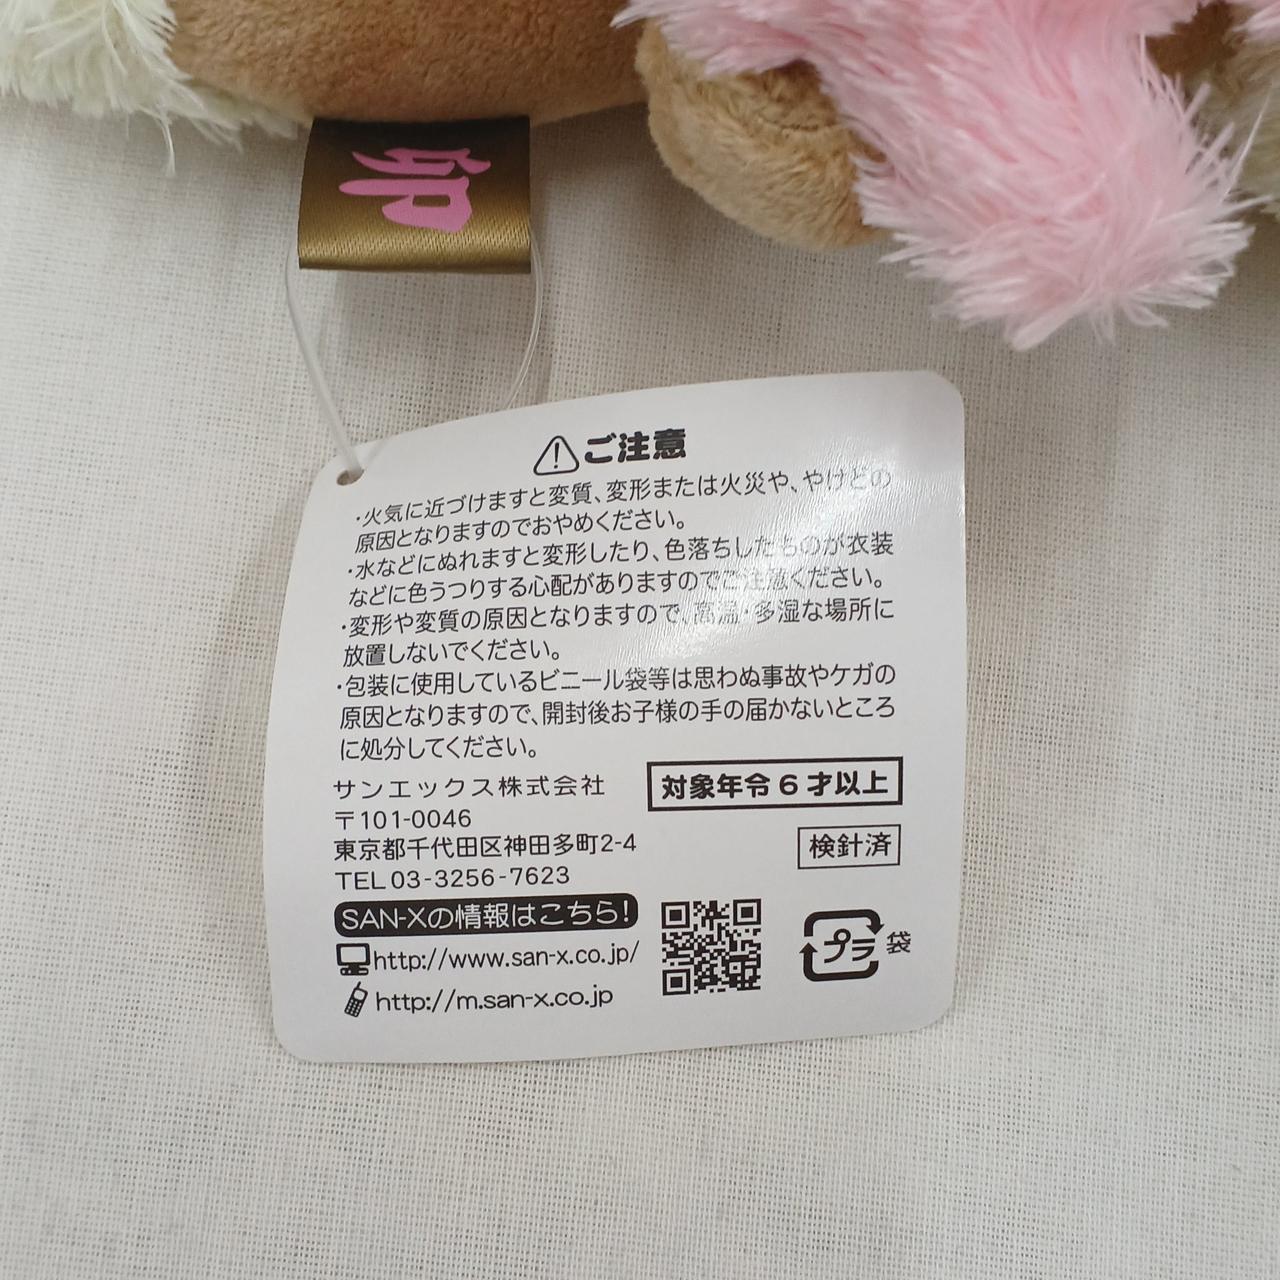 卯
ご注意
・火気に近づけますと変質、変形または火災や、やけどの
原因となりますのでおやめください。
・水などにぬれますと変形したり、色落ちしたものが衣装
などに色うつりする心配がありますのでご注意ください。
・変形や変質の原因となりますので、高温・多湿な場所に
放置しないでください。
・包装に使用しているビニール袋等は思わぬ事故やケガの
原因となりますので、開封後お子様の手の届かないところ
に処分してください。
サンエックス株式会社
対象年令6才以上
〒101-0046
東京都千代田区神田多町2-4
検針済
TEL 03-3256-7623
SAN-Xの情報はこちら!
http://www.san-x.co.jp/
プラ 袋
http://m.san-x.co.jp